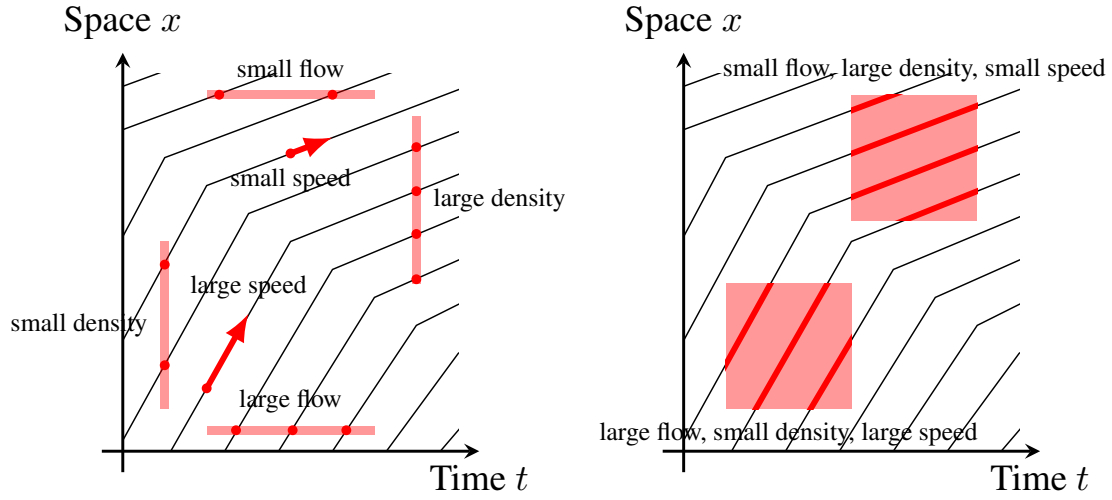 Space x
small flow
small speed
large density
large speed
small density
large flow
Time t
Space x
small flow, large density, small speed
large flow, small density, large speed
Time t